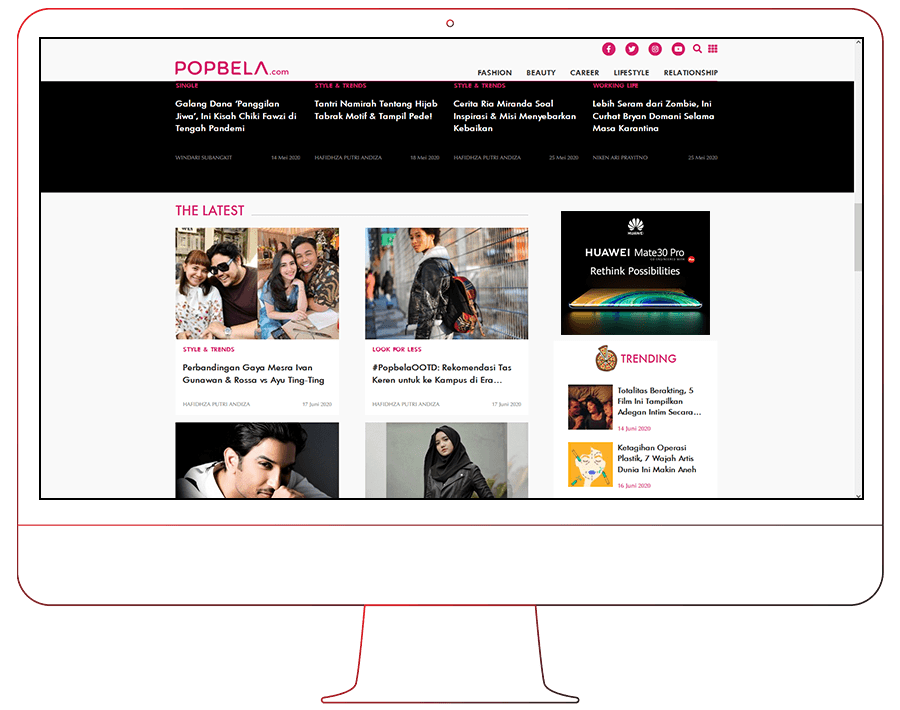 POPBELA.com
FASHION BEAUTY CAREER LIFESTYLE RELATIONSHIP
SINGLE
Galang Dana ‘Panggilan
Jiwa’, Ini Kisah Chiki Fawzi di
Tengah Pandemi
WINDARI SUBANGKIT 14 Mei 2020
STYLE & TRENDS
Tantri Namirah Tentang Hijab
Tabrak Motif & Tampil Pede!
HAFIDHZA PUTRI ANDIZA 18 Mei 2020
STYLE & TRENDS
Cerita Ria Miranda Soal
Inspirasi & Misi Menyebarkan
Kebaikan
HAFIDHZA PUTRI ANDIZA 25 Mei 2020
WORKING LIFE
Lebih Seram dari Zombie, Ini
Curhat Bryan Domani Selama
Masa Karantina
NIKEN ARI PRAYITNO 25 Mei 2020
THE LATEST
STYLE & TRENDS
Perbandingan Gaya Mesra Ivan
Gunawan & Rossa vs Ayu Ting-Ting
HAFIDHZA PUTRI ANDIZA 17 Juni 2020
LOOK FOR LESS
#PopbelaOOTD: Rekomendasi Tas
Keren untuk ke Kampus di Era...
HAFIDHZA PUTRI ANDIZA 17 Juni 2020
HUAWEI
HUAWEI Mate30 Pro
Rethink Possibilities
TRENDING
Totalitas Berakting, 5
Film Ini Tampilkan
Adegan Intim Secara...
14 Juni 2020
Ketagihan Operasi
Plastik, 7 Wajah Artis
Dunia Ini Makin Aneh
16 Juni 2020